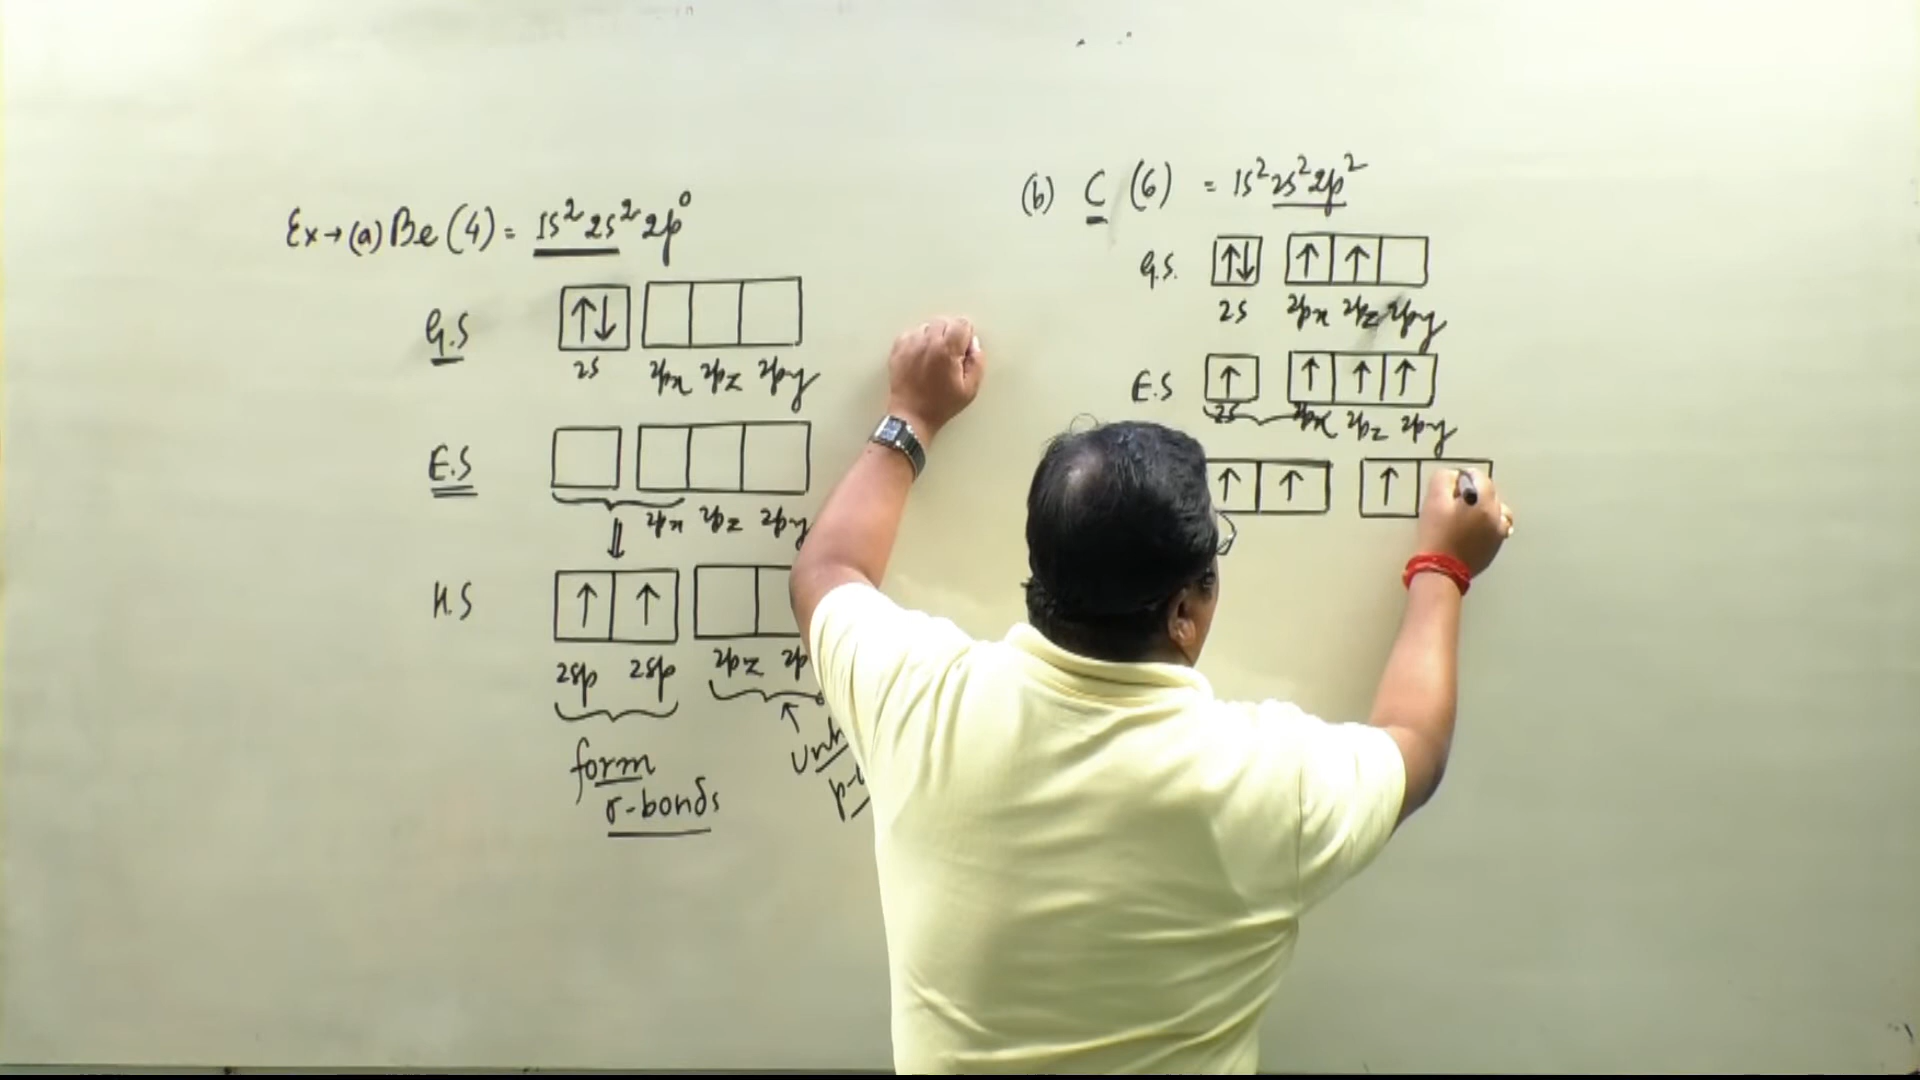 Ex→(a) Be(4) = 1s² 2s² 2p⁰
G.S ↑↓
2s 2px 2pz 2py
E.S
2px 2pz 2py
⇓
H.S ↑ ↑
2sp 2sp 2pz
form
σ-bonds
(b) C (6) = 1s² 2s² 2p²
G.S. ↑↓ ↑ ↑
2s 2px 2pz 2py
E.S ↑ ↑ ↑ ↑
2s 2px 2pz 2py
↑ ↑ ↑